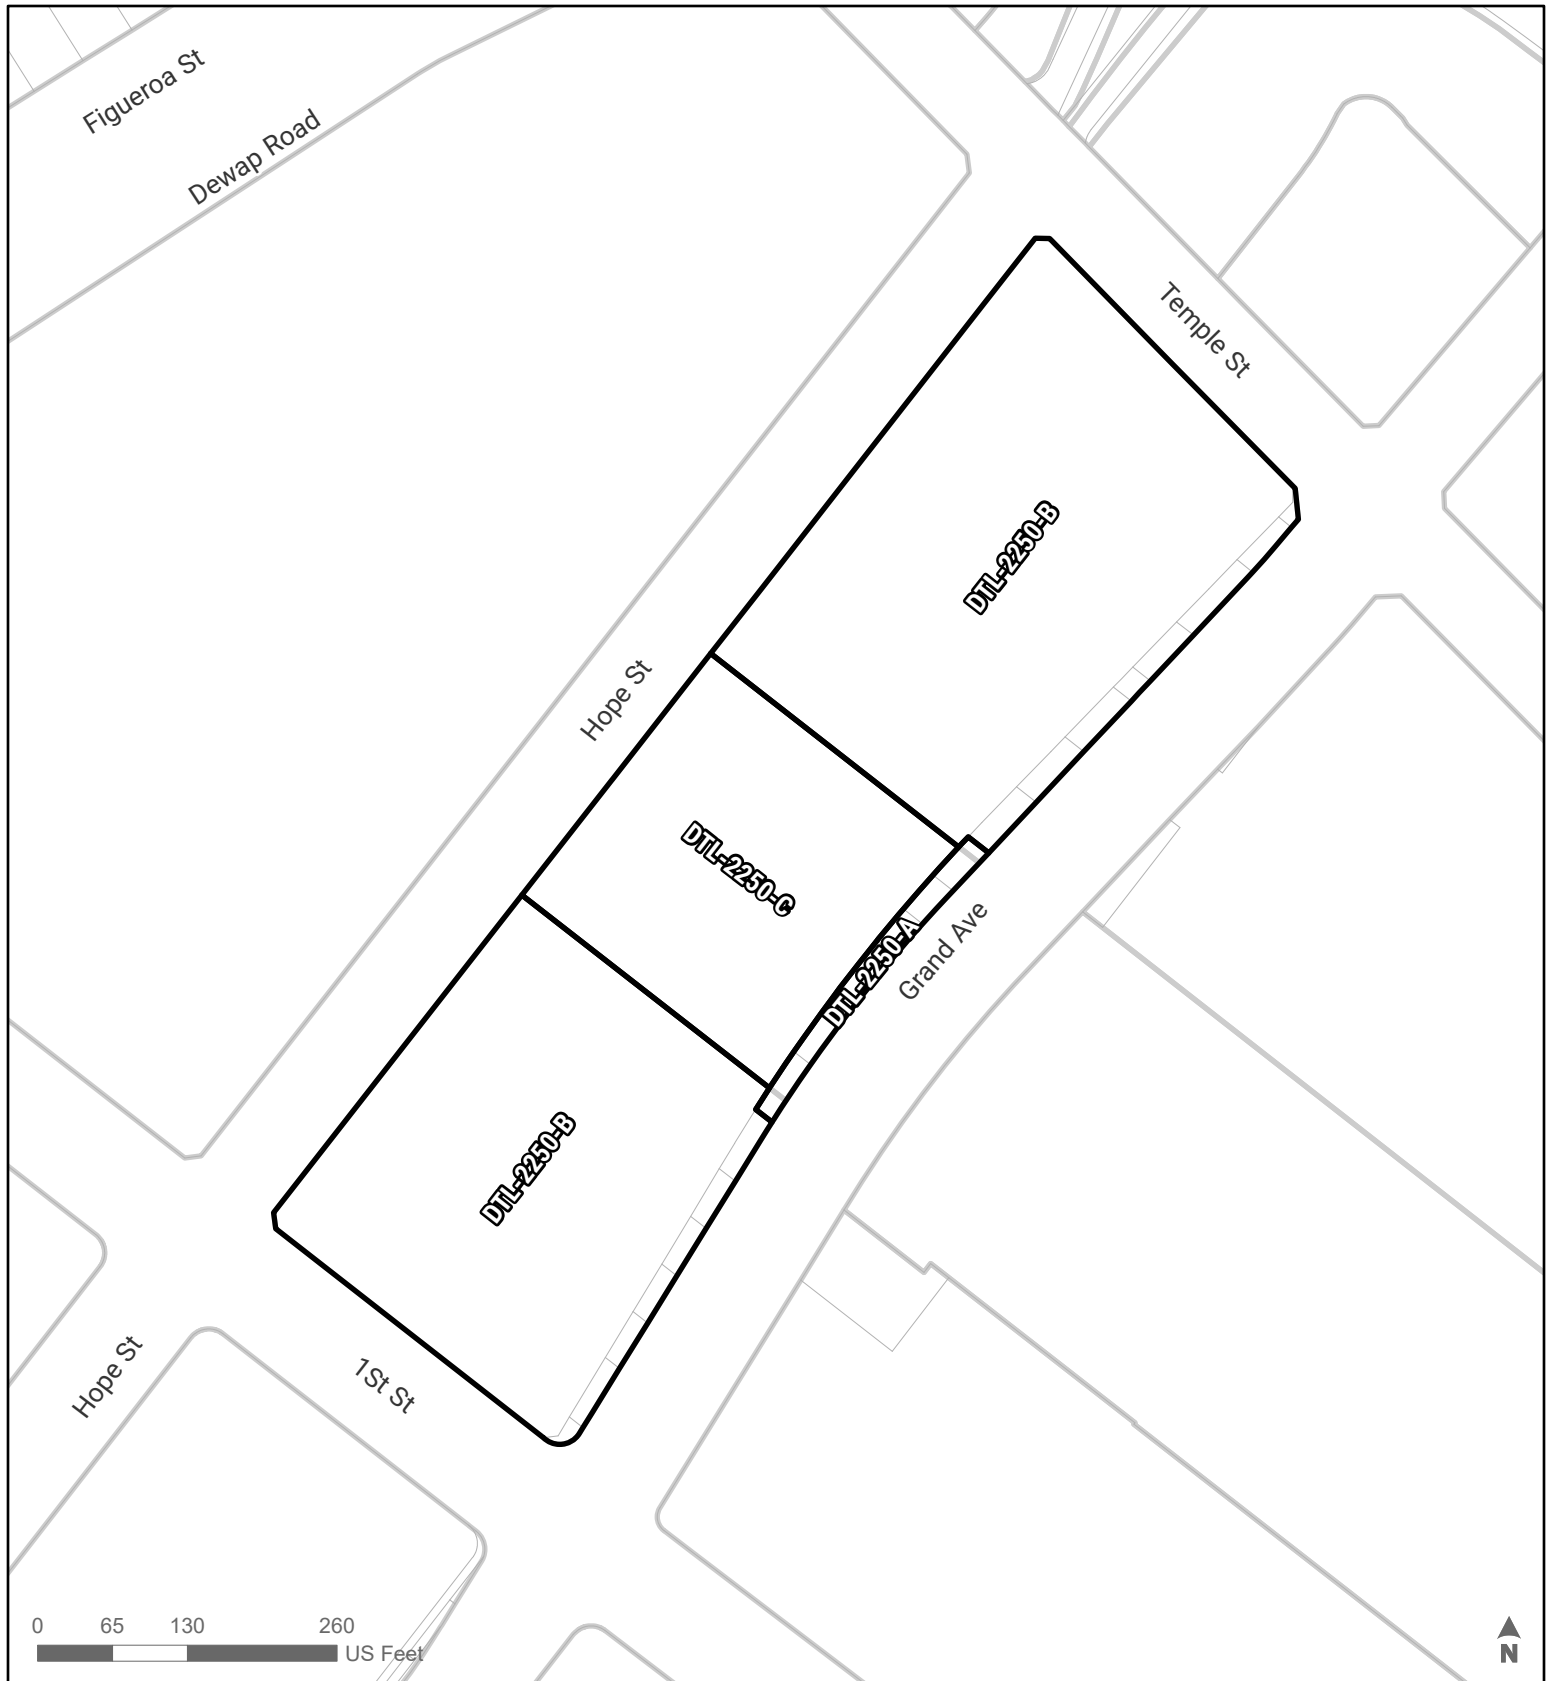 Figueroa St
Dewap Road
Temple St
DTL-2250-B
Hope St
DTL-2250-C
DTL-2250-A
Grand Ave
DTL-2250-B
Hope St
1St St
0 65 130 260
US Feet
N